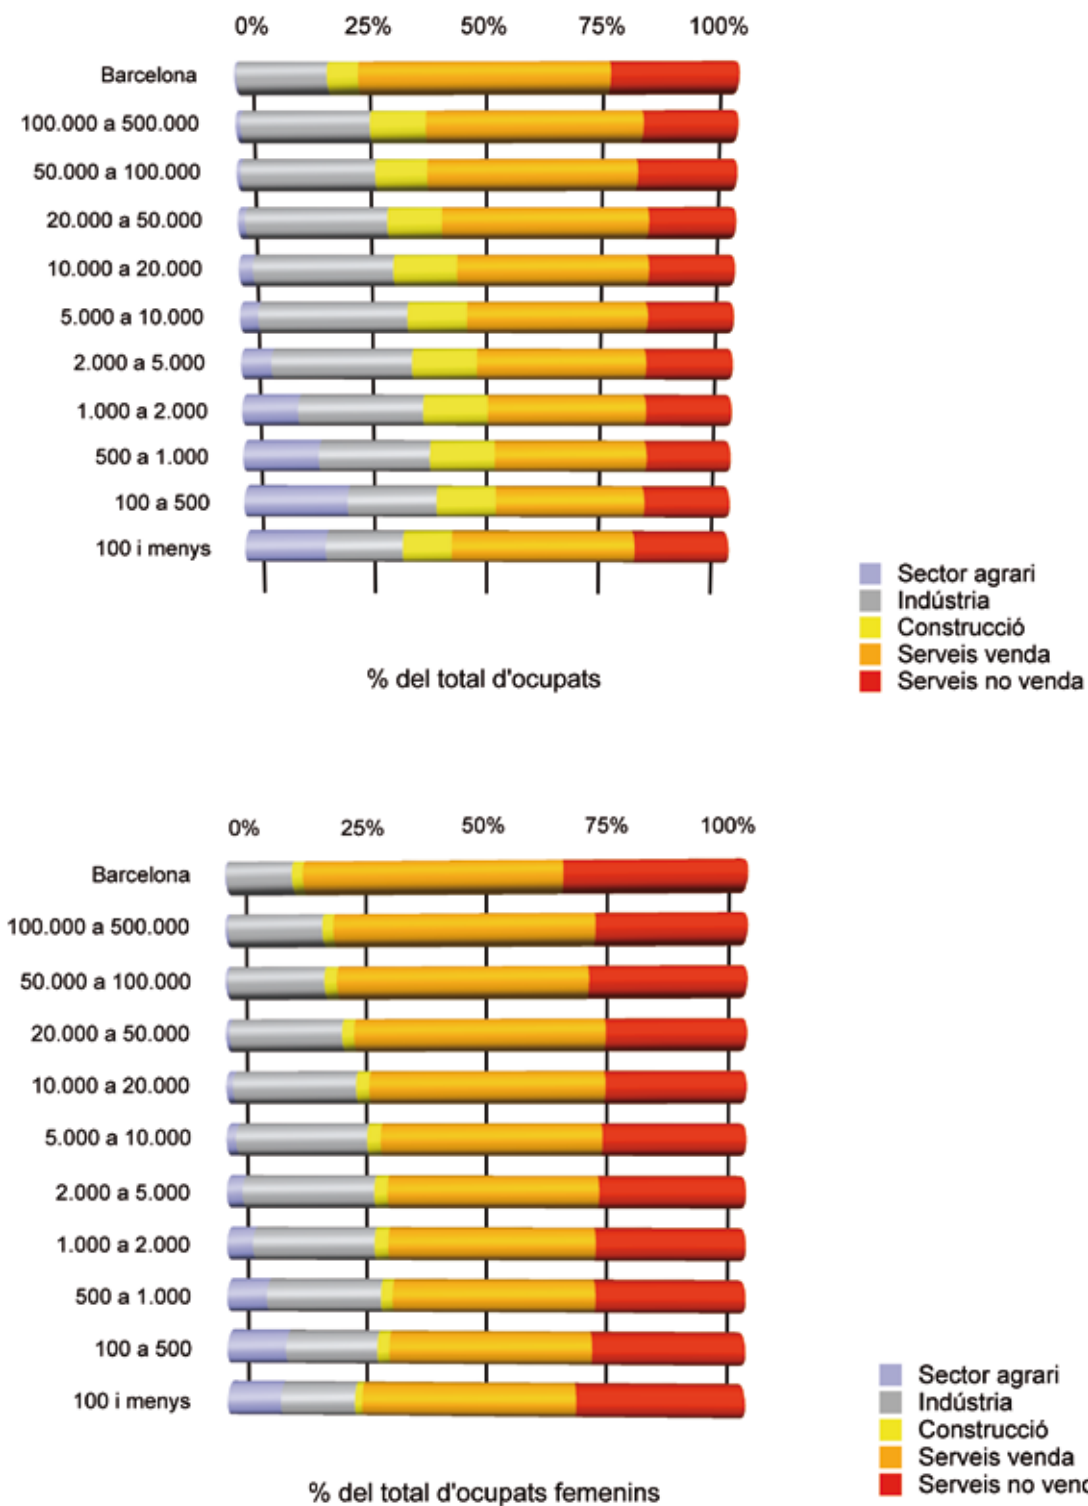 0% 25% 50% 75% 100%
Barcelona
100.000 a 500.000
50.000 a 100.000
20.000 a 50.000
10.000 a 20.000
5.000 a 10.000
2.000 a 5.000
1.000 a 2.000
500 a 1.000
100 a 500
100 i menys
Sector agrari
Indústria
Construcció
Serveis venda
Serveis no venda
% del total d'ocupats
0% 25% 50% 75% 100%
Barcelona
100.000 a 500.000
50.000 a 100.000
20.000 a 50.000
10.000 a 20.000
5.000 a 10.000
2.000 a 5.000
1.000 a 2.000
500 a 1.000
100 a 500
100 i menys
Sector agrari
Indústria
Construcció
Serveis venda
Serveis no vend
% del total d'ocupats femenins